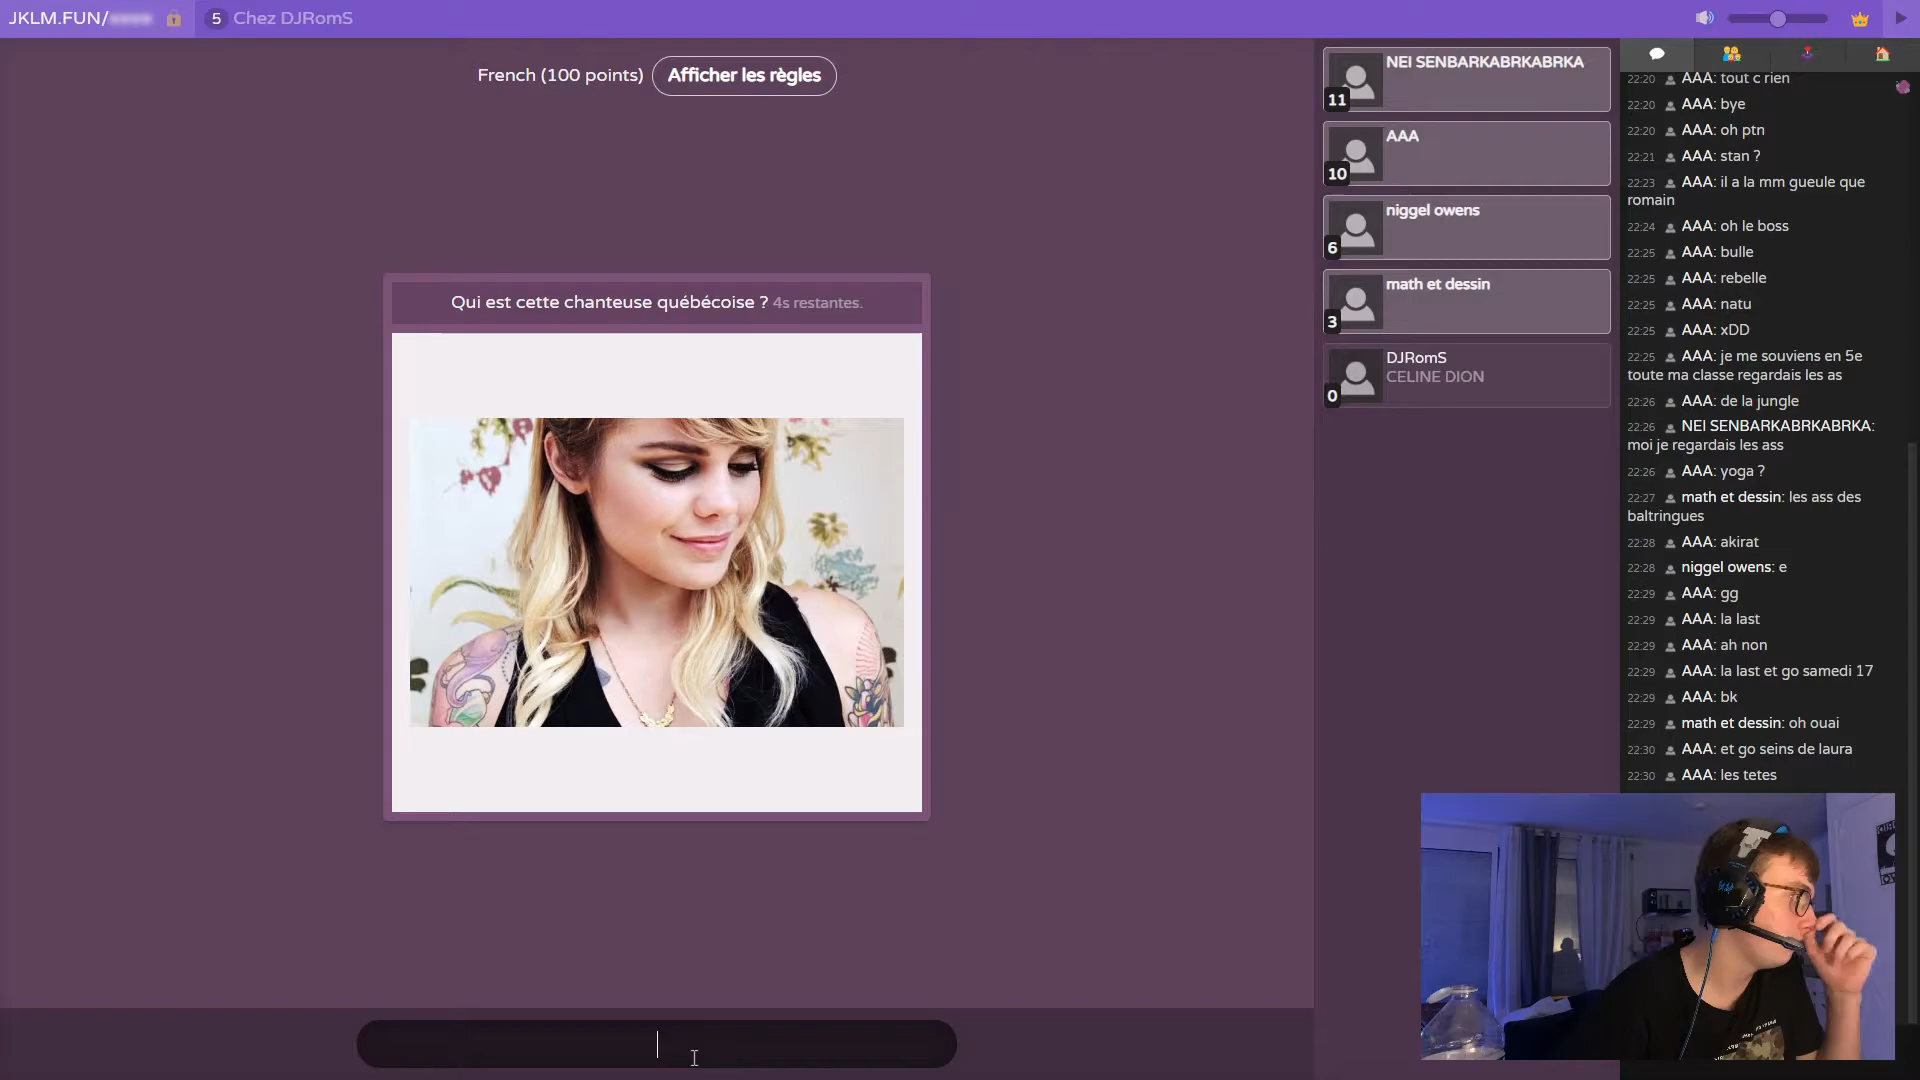 JKLM.FUN/
5 Chez DJRomS
French (100 points) Afficher les règles
Qui est cette chanteuse québécoise ? 4s restantes.
NEI SENBARKABRKABRKA
11
AAA
10
niggel owens
6
math et dessin
3
DJRomS
CELINE DION
0
22:20 AAA: tout c rien
22:20 AAA: bye
22:20 AAA: oh ptn
22:21 AAA: stan ?
22:23 AAA: il a la mm gueule que
romain
22:24 AAA: oh le boss
22:25 AAA: bulle
22:25 AAA: rebelle
22:25 AAA: natu
22:25 AAA: xDD
22:25 AAA: je me souviens en 5e
toute ma classe regardais les as
22:26 AAA: de la jungle
22:26 NEI SENBARKABRKABRKA:
moi je regardais les ass
22:26 AAA: yoga ?
22:27 math et dessin: les ass des
baltringues
22:28 AAA: akirat
22:28 niggel owens: e
22:29 AAA: gg
22:29 AAA: la last
22:29 AAA: ah non
22:29 AAA: la last et go samedi 17
22:29 AAA: bk
22:29 math et dessin: oh ouai
22:30 AAA: et go seins de laura
22:30 AAA: les tetes